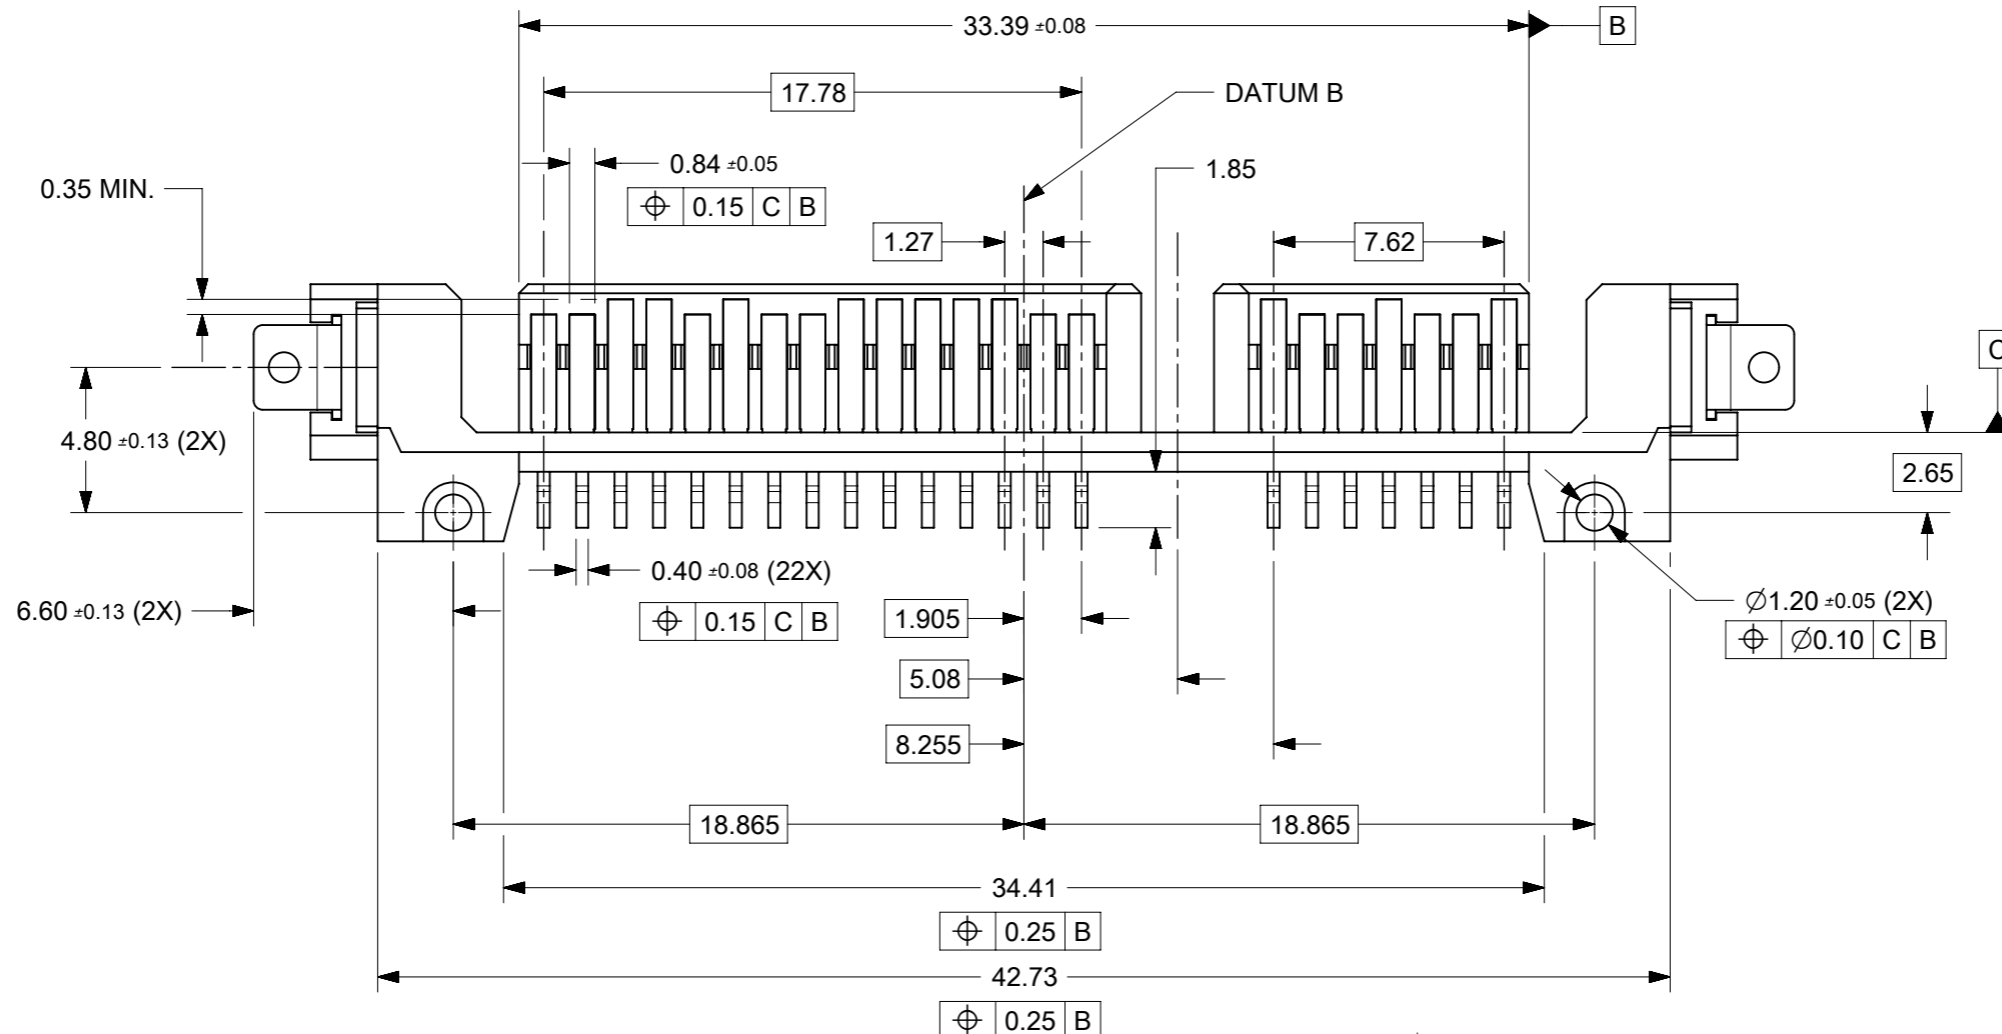 33.39 ±0.08
B
17.78
DATUM B
0.84 ±0.05
1.85
0.35 MIN.
⌖ 0.15 C B
1.27
7.62
C
4.80 ±0.13 (2X)
2.65
0.40 ±0.08 (22X)
6.60 ±0.13 (2X)
⌖ 0.15 C B
1.905
∅1.20 ±0.05 (2X)
⌖ ∅0.10 C B
5.08
8.255
18.865
18.865
34.41
⌖ 0.25 B
42.73
⌖ 0.25 B